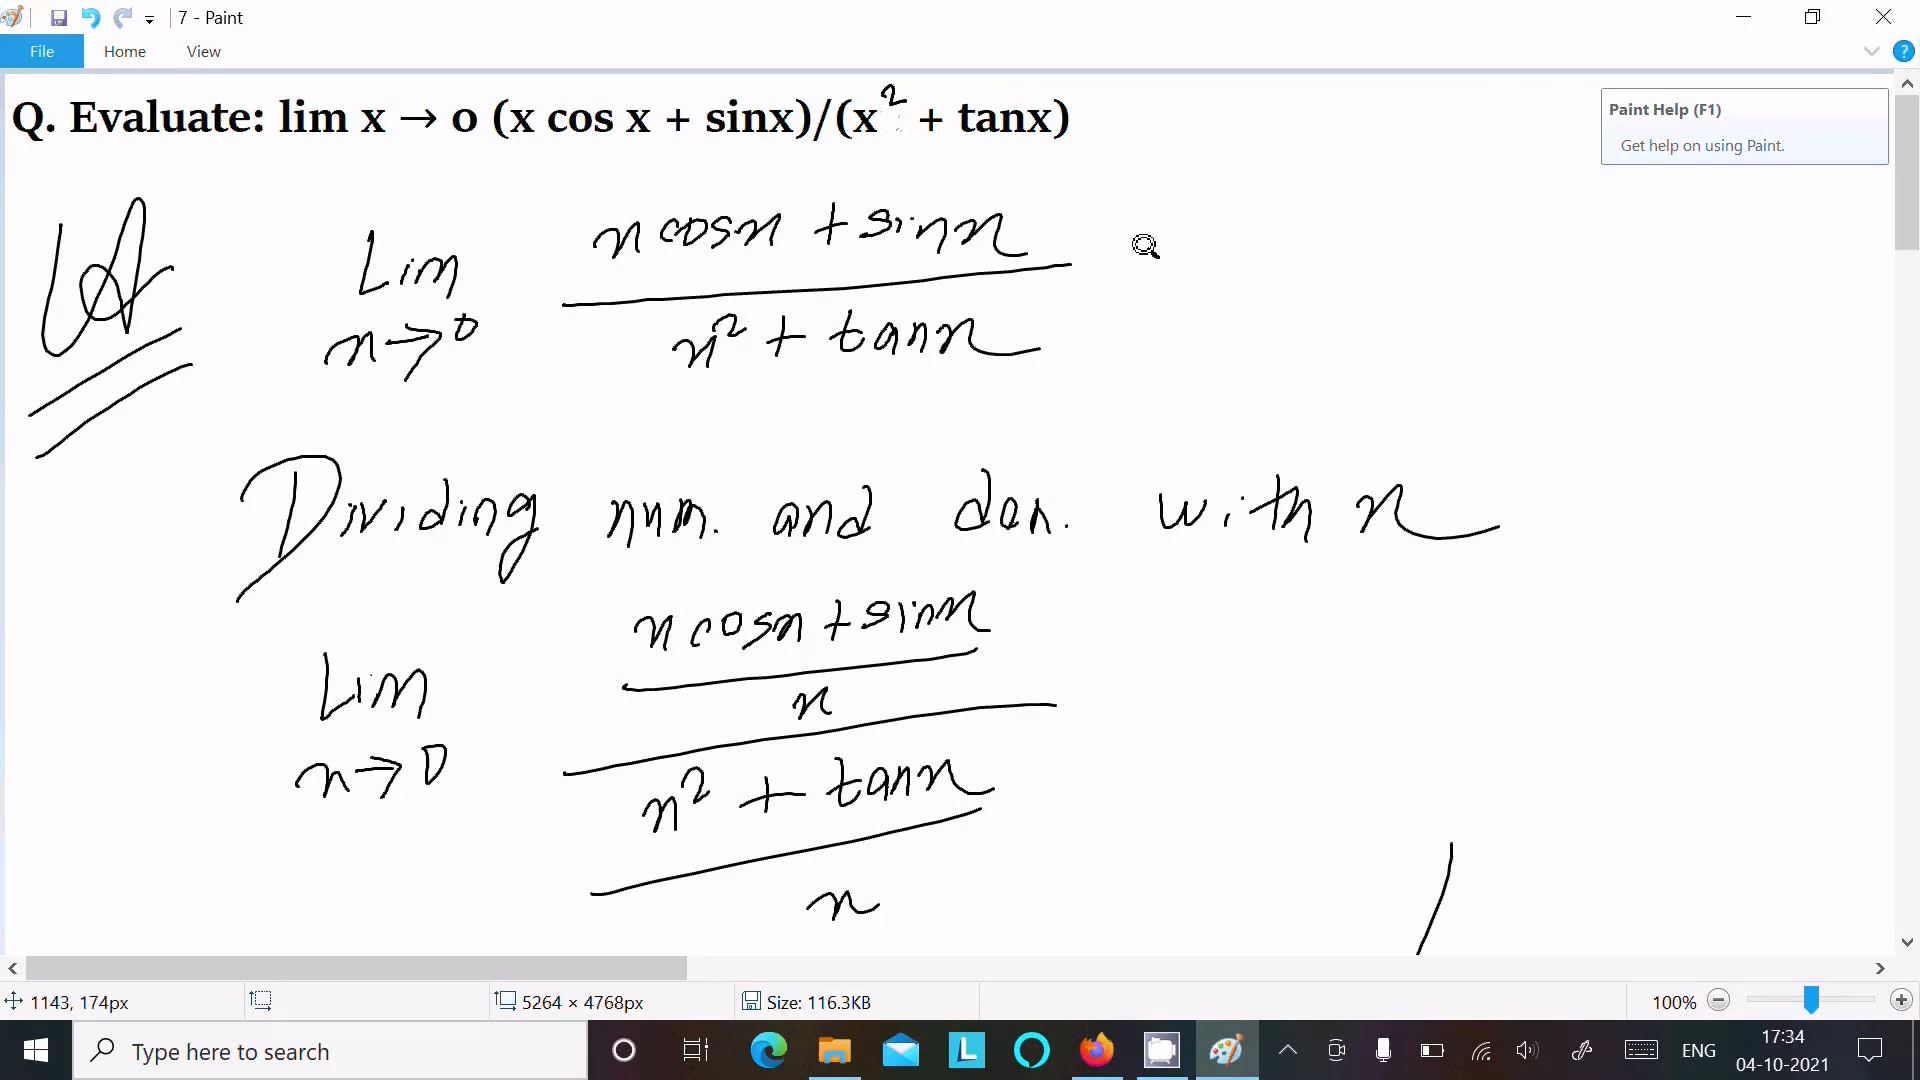 7 - Paint
File Home View
Q. Evaluate: lim x → 0 (x cos x + sinx)/(x² + tanx)
Paint Help (F1)
Get help on using Paint.
Lim x→0 (x cosx + sinx)/(x² + tanx)
Dividing num. and den. with x
Lim x→0 ((x cosx + sinx)/x)/((x² + tanx)/x)
1143, 174px 5264 × 4768px Size: 116.3KB 100%
Type here to search
L
ENG
17:34
04-10-2021